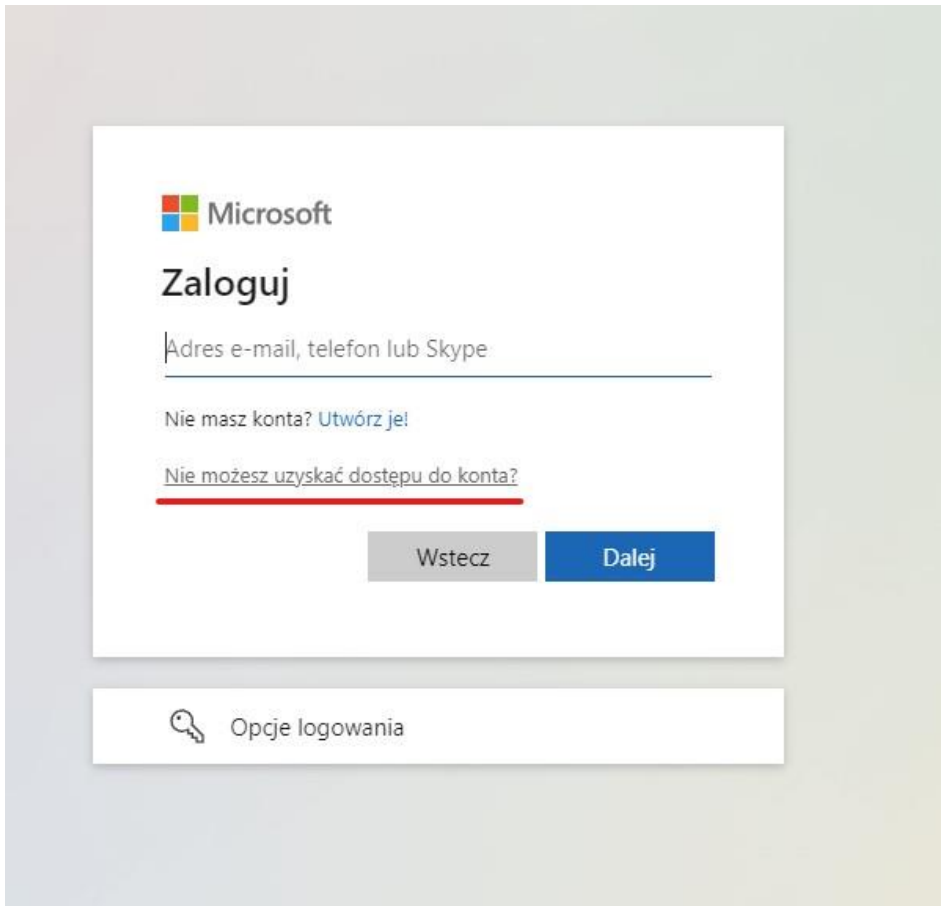 Microsoft
Zaloguj
Adres e-mail, telefon lub Skype
Nie masz konta? Utwórz je!
Nie możesz uzyskać dostępu do konta?
Wstecz Dalej
Opcje logowania